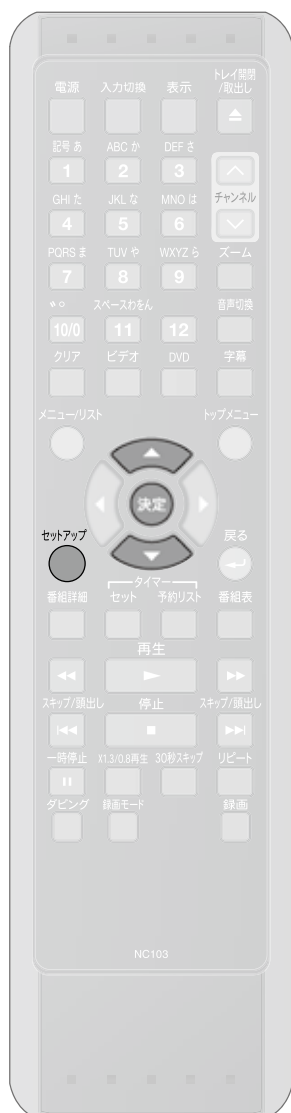 電源 入力切換 表示 トレイ開閉/取出し
記号 あ ABC か DEF さ
1 2 3
GHI た JKL な MNO は チャンネル
4 5 6
PQRS ま TUV や WXYZ ら ズーム
7 8 9
゛゜ スペースわをん 音声切換
10/0 11 12
クリア ビデオ DVD 字幕
メニュー/リスト トップメニュー
決定
セットアップ 戻る
タイマー
番組詳細 セット 予約リスト 番組表
再生
スキップ/頭出し 停止 スキップ/頭出し
一時停止 X1.3/0.8再生 30秒スキップ リピート
ダビング 録画モード 録画
NC103